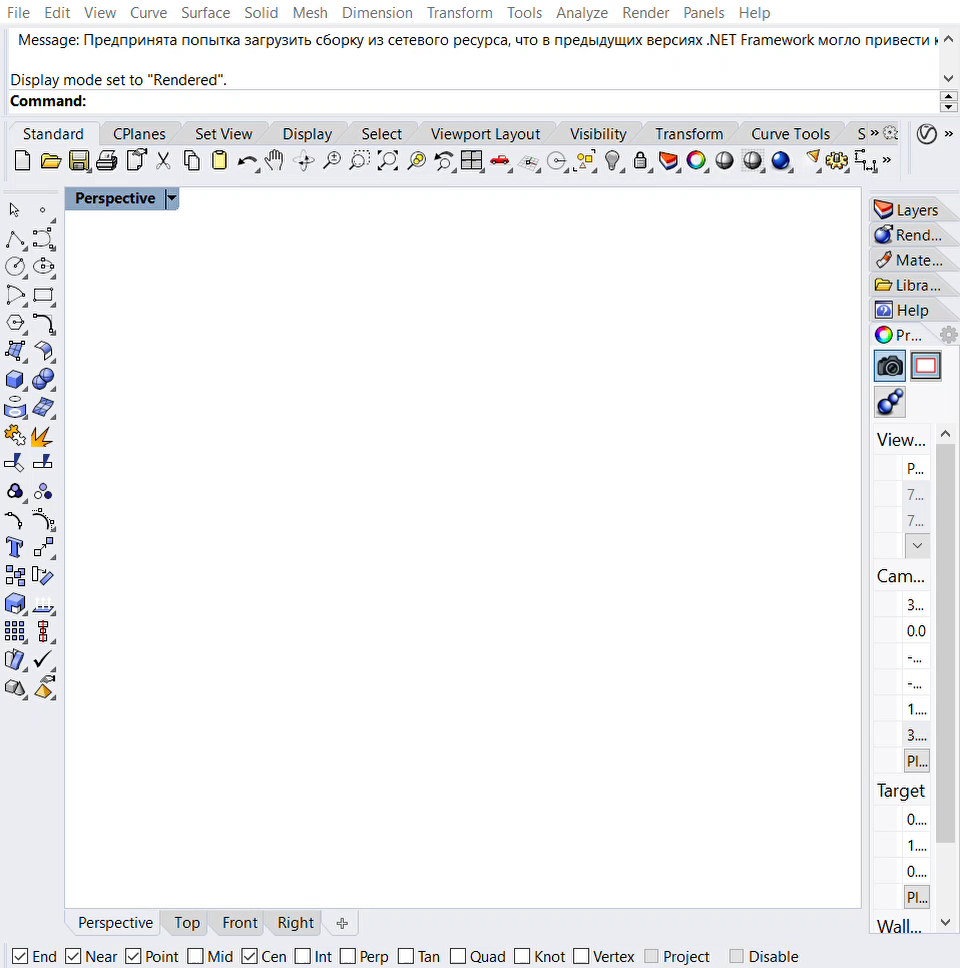 File Edit View Curve Surface Solid Mesh Dimension Transform Tools Analyze Render Panels Help
Message: Предпринята попытка загрузить сборку из сетевого ресурса, что в предыдущих версиях .NET Framework могло привести к
Display mode set to "Rendered".
Command:
Standard CPlanes Set View Display Select Viewport Layout Visibility Transform Curve Tools S »
Perspective
Layers
Rend...
Mate...
Libra...
Help
Pr...
View...
P...
7...
7...
Cam...
3...
0.0
-...
-...
1....
3....
Pl...
Target
0....
1....
0....
Pl...
Wall...
Perspective Top Front Right
End Near Point Mid Cen Int Perp Tan Quad Knot Vertex Project Disable